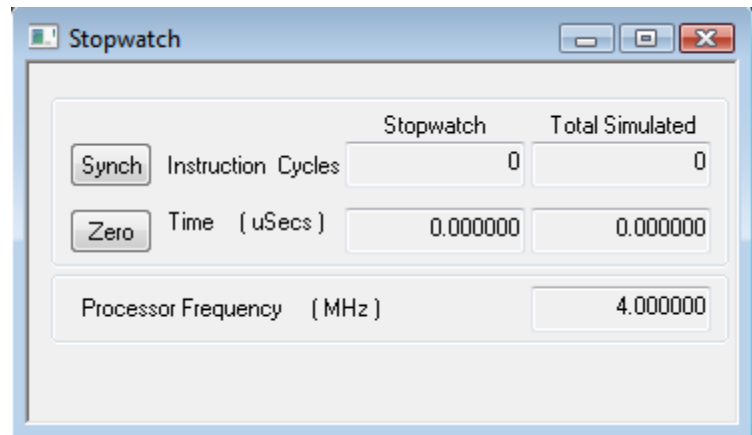 Stopwatch
Stopwatch Total Simulated
Synch Instruction Cycles 0 0
Zero Time ( uSecs ) 0.000000 0.000000
Processor Frequency ( MHz ) 4.000000